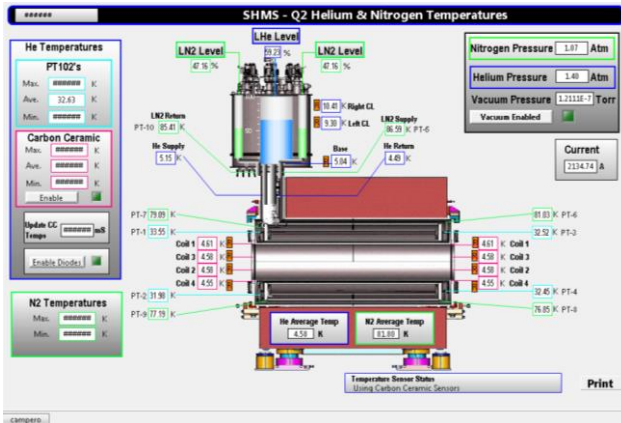 ######
SHMS - Q2 Helium & Nitrogen Temperatures
He Temperatures
PT102's
Max. ###### K
Ave. 32.63 K
Min. ###### K
Carbon Ceramic
Max. ###### K
Ave. ###### K
Min. ###### K
Enable
Update CC Temps ###### mS
Enable Diodes
N2 Temperatures
Max. ###### K
Min. ###### K
LHe Level
59.23 %
LN2 Level
47.16 %
LN2 Level
47.16 %
R 10.41 K Right CL
R 9.30 K Left CL
LN2 Return
PT-10 85.41 K
LN2 Supply
86.59 K PT-5
He Supply
5.15 K
Base
R 5.04 K
He Return
4.49 K
Nitrogen Pressure 1.07 Atm
Helium Pressure 1.40 Atm
Vacuum Pressure 1.2111E-7 Torr
Vacuum Enabled
Current
2134.74 A
PT-7 79.09 K
PT-1 33.55 K
81.03 K PT-6
32.52 K PT-3
Coil 1 4.61 K R
Coil 3 4.58 K R
Coil 2 4.58 K R
Coil 4 4.55 K R
R 4.61 K Coil 1
R 4.58 K Coil 3
R 4.58 K Coil 2
R 4.55 K Coil 4
PT-2 31.98 K
PT-9 77.19 K
32.45 K PT-4
76.85 K PT-8
He Average Temp
4.58 K
N2 Average Temp
81.80 K
Temperature Sensor Status
Using Carbon Ceramic Sensors
Print
campero